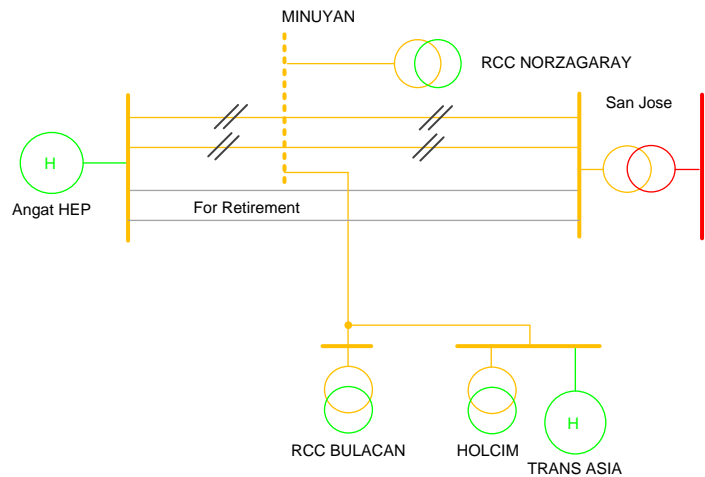 MINUYAN
RCC NORZAGARAY
San Jose
H
Angat HEP
For Retirement
H
RCC BULACAN
HOLCIM
TRANS ASIA